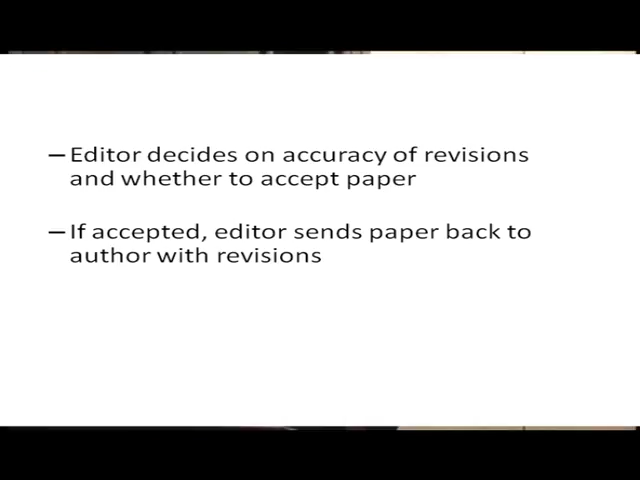 – Editor decides on accuracy of revisions
and whether to accept paper
– If accepted, editor sends paper back to
author with revisions